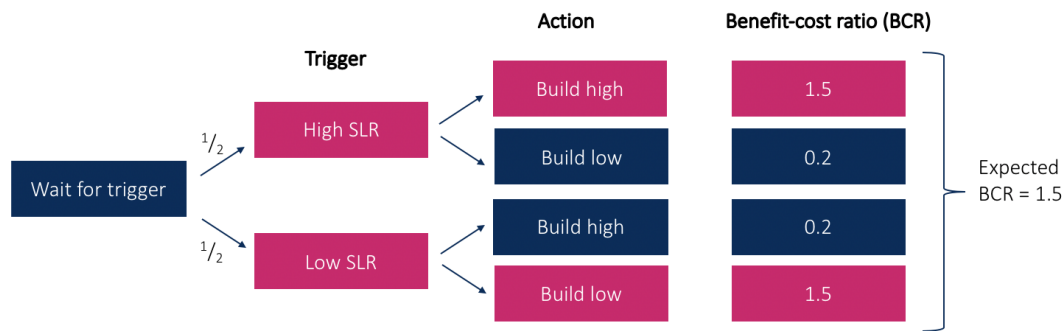 Trigger
Action
Benefit-cost ratio (BCR)
Wait for trigger
1/2
1/2
High SLR
Low SLR
Build high
1.5
Build low
0.2
Build high
0.2
Build low
1.5
Expected
BCR = 1.5